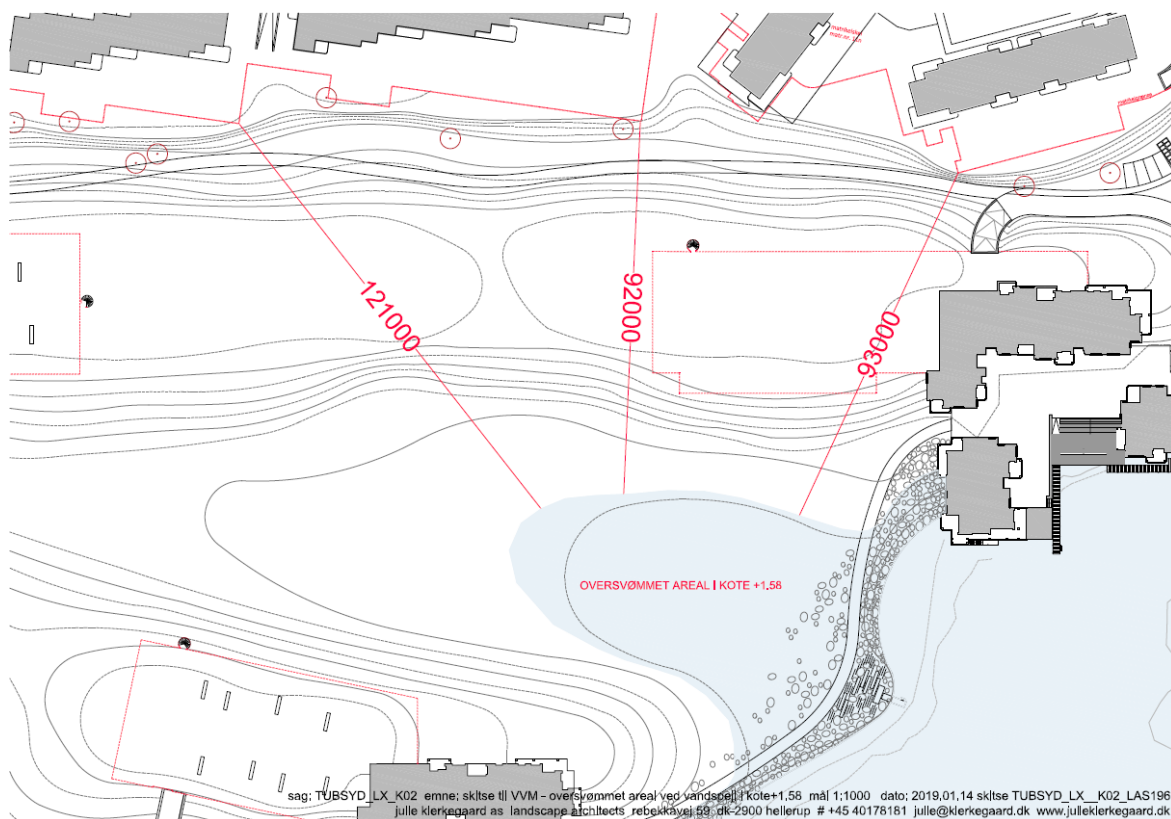 matrikelskel
121000
92000
93000
OVERSVØMMET AREAL I KOTE +1.58
sag; TUBSYD_LX_K02 emne; skitse til VVM - oversvømmet areal ved vandspejl i kote+1,58 mål 1:1000 dato; 2019,01,14 skitse TUBSYD_LX__K02_LAS196
julle klerkegaard as landscape architects rebekkavej 59 dk-2900 hellerup # +45 40178181 julle@klerkegaard.dk www.julleklerkegaard.dk